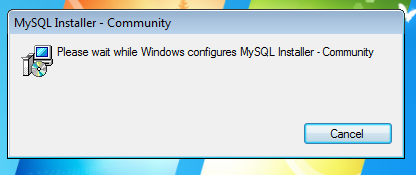 MySQL Installer - Community
Please wait while Windows configures MySQL Installer - Community
Cancel